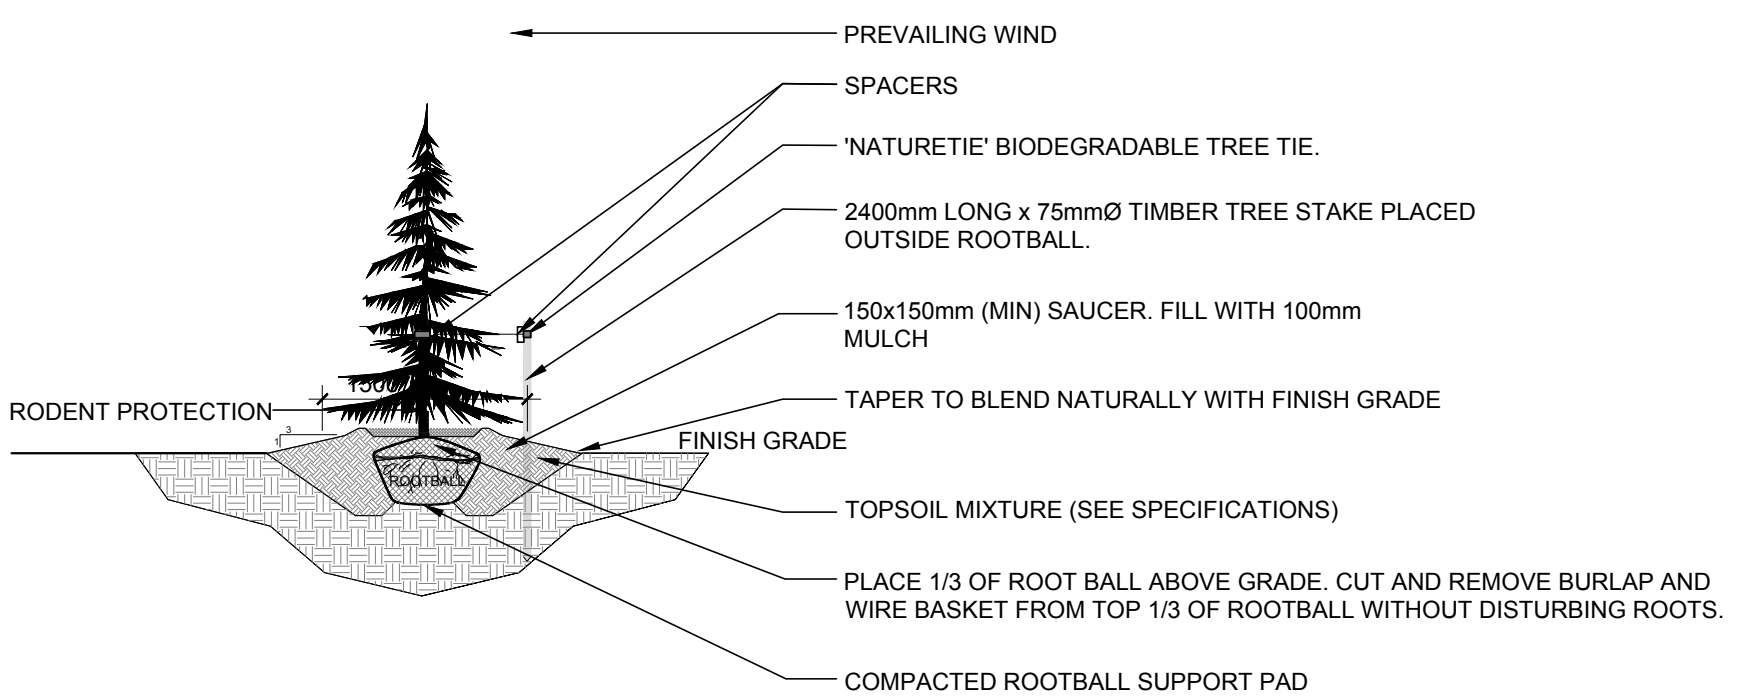 PREVAILING WIND
SPACERS
'NATURETIE' BIODEGRADABLE TREE TIE.
2400mm LONG x 75mmØ TIMBER TREE STAKE PLACED
OUTSIDE ROOTBALL.
150x150mm (MIN) SAUCER. FILL WITH 100mm
MULCH
TAPER TO BLEND NATURALLY WITH FINISH GRADE
RODENT PROTECTION
3
1
FINISH GRADE
ROOTBALL
TOPSOIL MIXTURE (SEE SPECIFICATIONS)
PLACE 1/3 OF ROOT BALL ABOVE GRADE. CUT AND REMOVE BURLAP AND
WIRE BASKET FROM TOP 1/3 OF ROOTBALL WITHOUT DISTURBING ROOTS.
COMPACTED ROOTBALL SUPPORT PAD